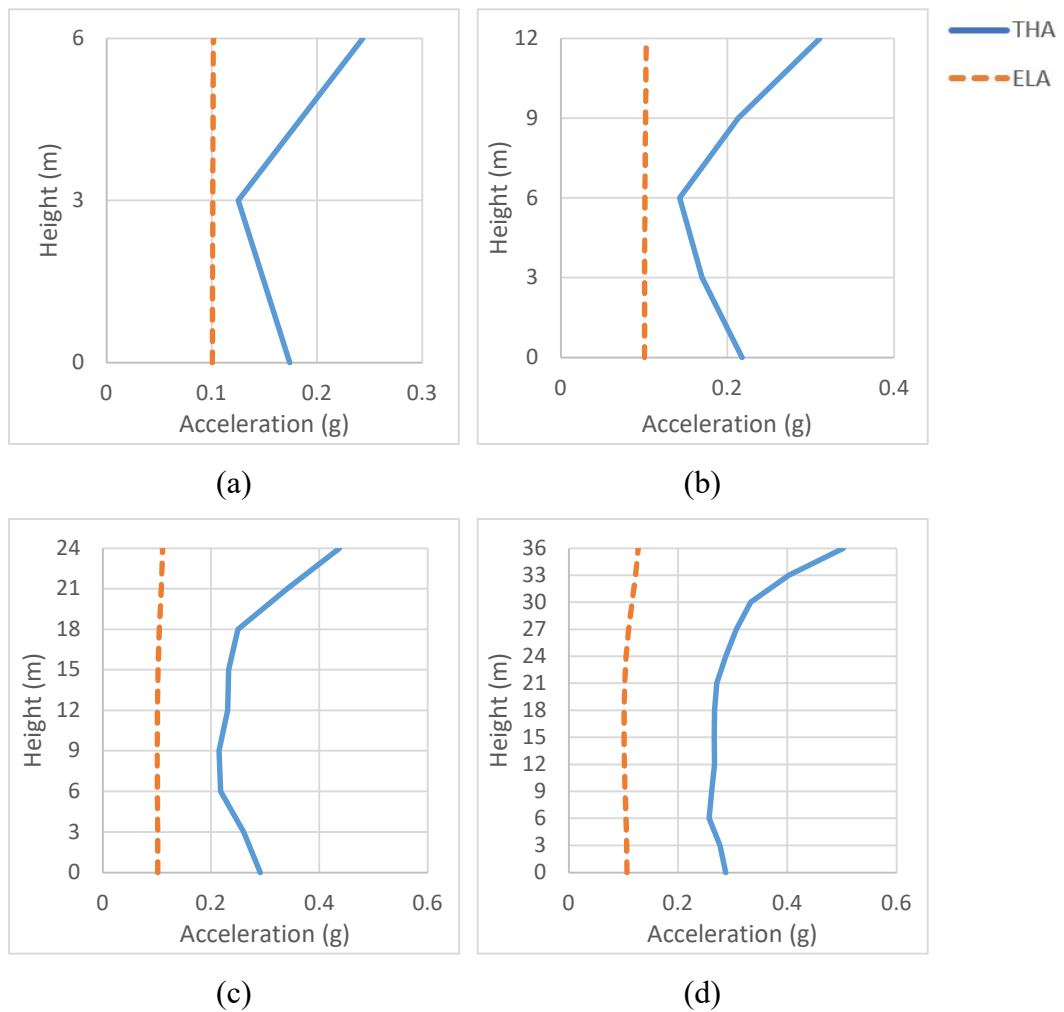 THA
ELA
6
3
0
Height (m)
0 0.1 0.2 0.3
Acceleration (g)
(a)
12
9
6
3
0
Height (m)
0 0.2 0.4
Acceleration (g)
(b)
24
21
18
15
12
9
6
3
0
Height (m)
0 0.2 0.4 0.6
Acceleration (g)
(c)
36
33
30
27
24
21
18
15
12
9
6
3
0
Height (m)
0 0.2 0.4 0.6
Acceleration (g)
(d)